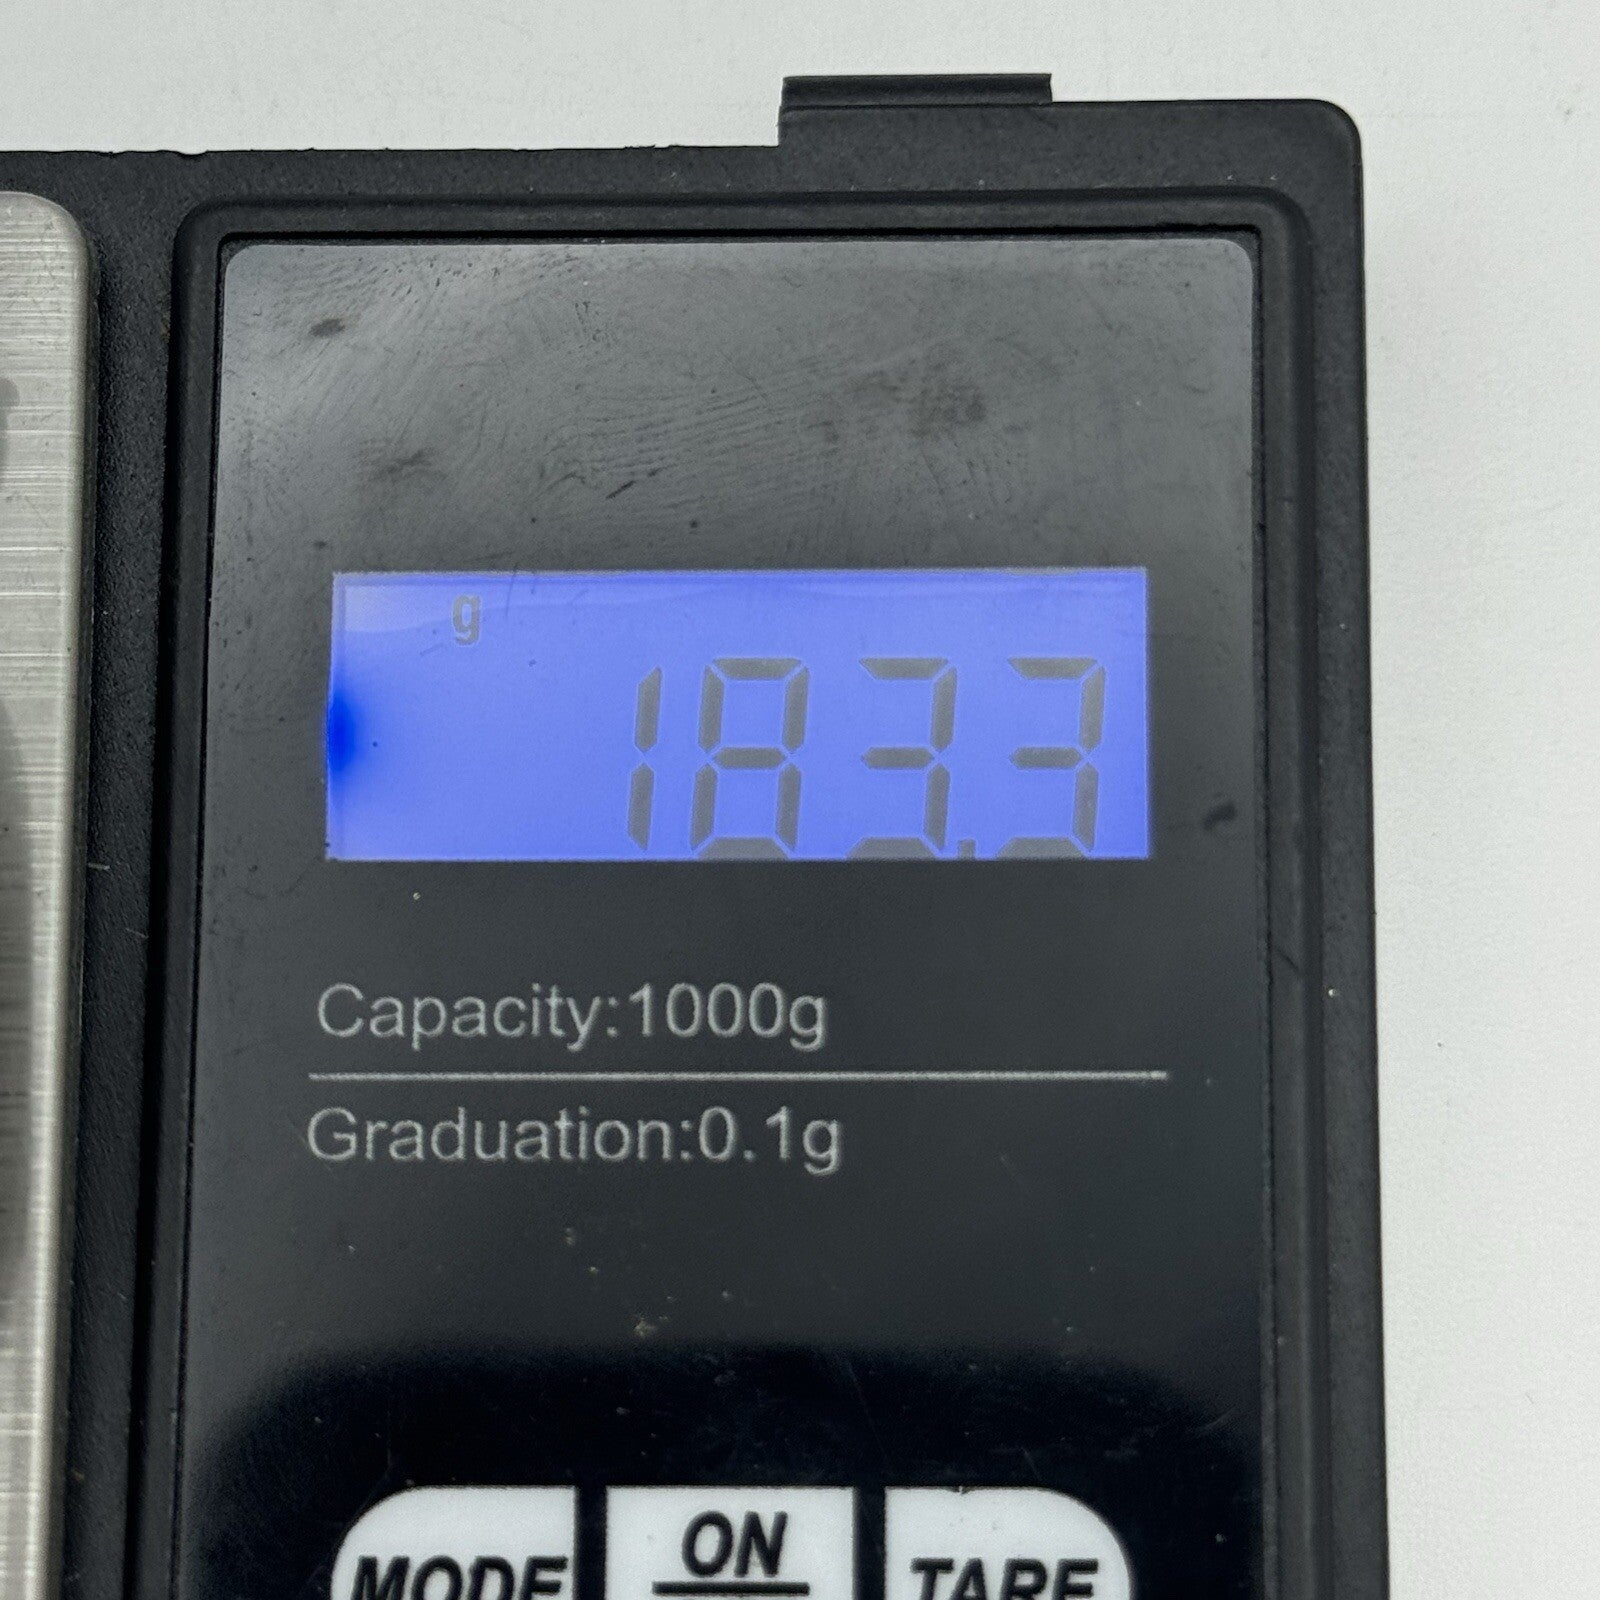 g
183.3
Capacity:1000g
Graduation:0.1g
MODE ON TARE